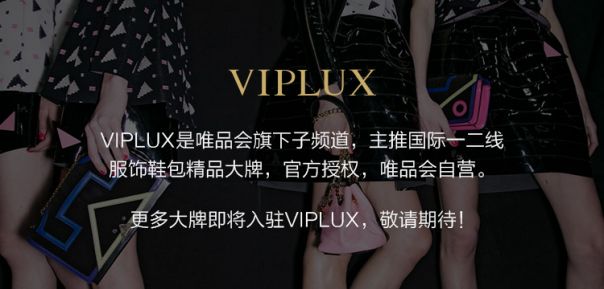 VIPLUX
VIPLUX是唯品会旗下子频道，主推国际一二线
服饰鞋包精品大牌，官方授权，唯品会自营。
更多大牌即将入驻VIPLUX，敬请期待！